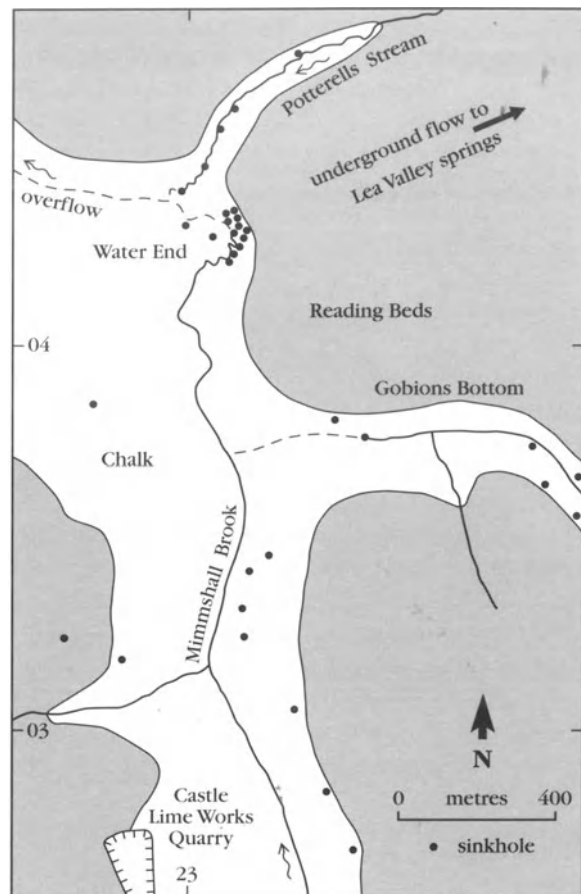 Potterells Stream
underground flow to
Lea Valley springs
overflow
Water End
Reading Beds
04
Gobions Bottom
Chalk
Mimmshall Brook
03
N
Castle
Lime Works
Quarry
0 metres 400
sinkhole
23